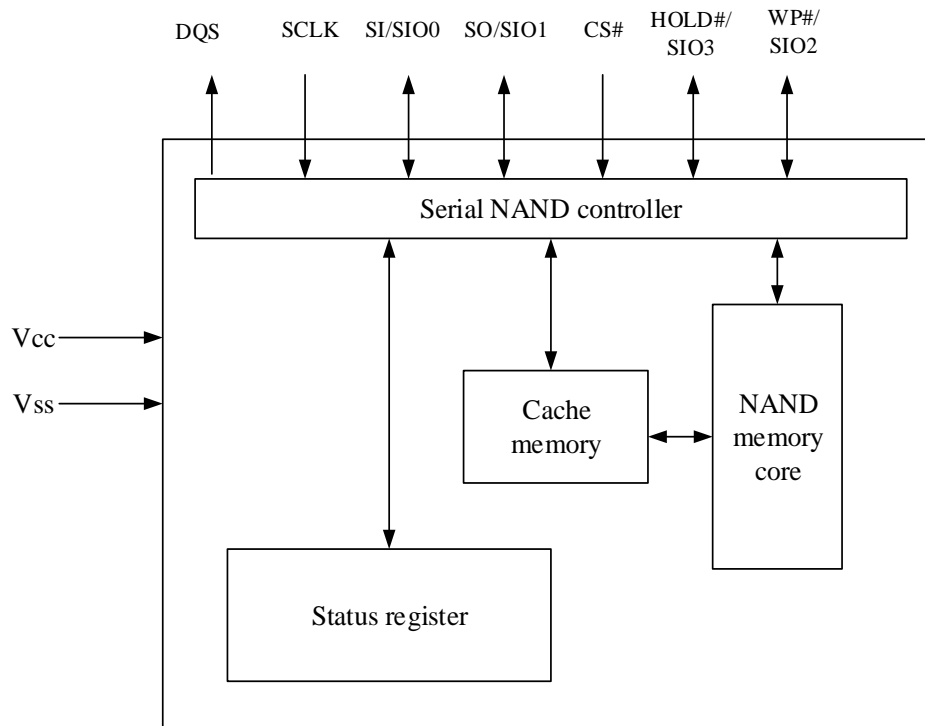 DQS
SCLK
SI/SIO0
SO/SIO1
CS#
HOLD#/
SIO3
WP#/
SIO2
Serial NAND controller
Vcc
Vss
Cache
memory
NAND
memory
core
Status register